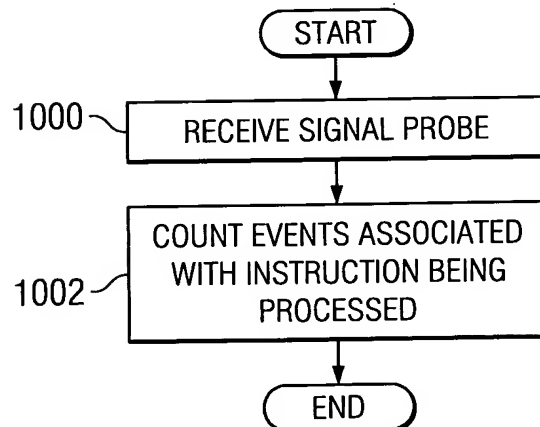 START
1000
RECEIVE SIGNAL PROBE
COUNT EVENTS ASSOCIATED
WITH INSTRUCTION BEING
PROCESSED
1002
END